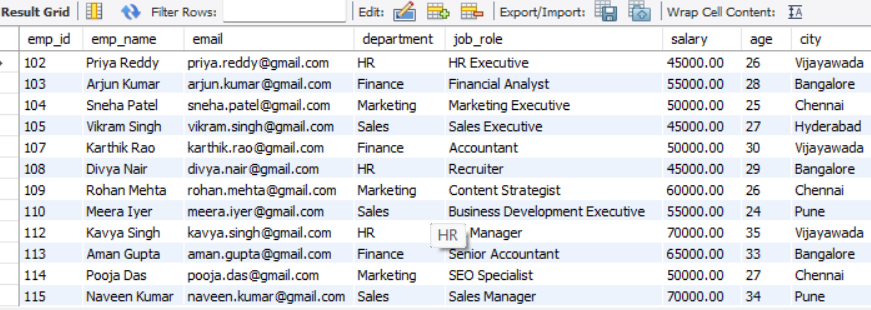 Result Grid Filter Rows: Edit: Export/Import: Wrap Cell Content:
emp_id emp_name email department job_role salary age city
102 Priya Reddy priya.reddy@gmail.com HR HR Executive 45000.00 26 Vijayawada
103 Arjun Kumar arjun.kumar@gmail.com Finance Financial Analyst 55000.00 28 Bangalore
104 Sneha Patel sneha.patel@gmail.com Marketing Marketing Executive 50000.00 25 Chennai
105 Vikram Singh vikram.singh@gmail.com Sales Sales Executive 45000.00 27 Hyderabad
107 Karthik Rao karthik.rao@gmail.com Finance Accountant 50000.00 30 Vijayawada
108 Divya Nair divya.nair@gmail.com HR Recruiter 45000.00 29 Bangalore
109 Rohan Mehta rohan.mehta@gmail.com Marketing Content Strategist 60000.00 26 Chennai
110 Meera Iyer meera.iyer@gmail.com Sales Business Development Executive 55000.00 24 Pune
112 Kavya Singh kavya.singh@gmail.com HR HR Manager 70000.00 35 Vijayawada
113 Aman Gupta aman.gupta@gmail.com Finance Senior Accountant 65000.00 33 Bangalore
114 Pooja Das pooja.das@gmail.com Marketing SEO Specialist 50000.00 27 Chennai
115 Naveen Kumar naveen.kumar@gmail.com Sales Sales Manager 70000.00 34 Pune